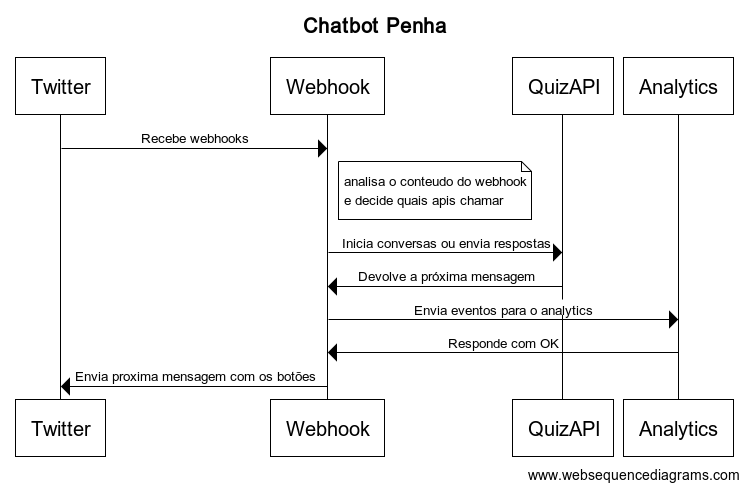 Chatbot Penha
Twitter
Webhook
QuizAPI
Analytics
Recebe webhooks
analisa o conteudo do webhook
e decide quais apis chamar
Inicia conversas ou envia respostas
Devolve a próxima mensagem
Envia eventos para o analytics
Responde com OK
Envia proxima mensagem com os botões
Twitter
Webhook
QuizAPI
Analytics
www.websequencediagrams.com